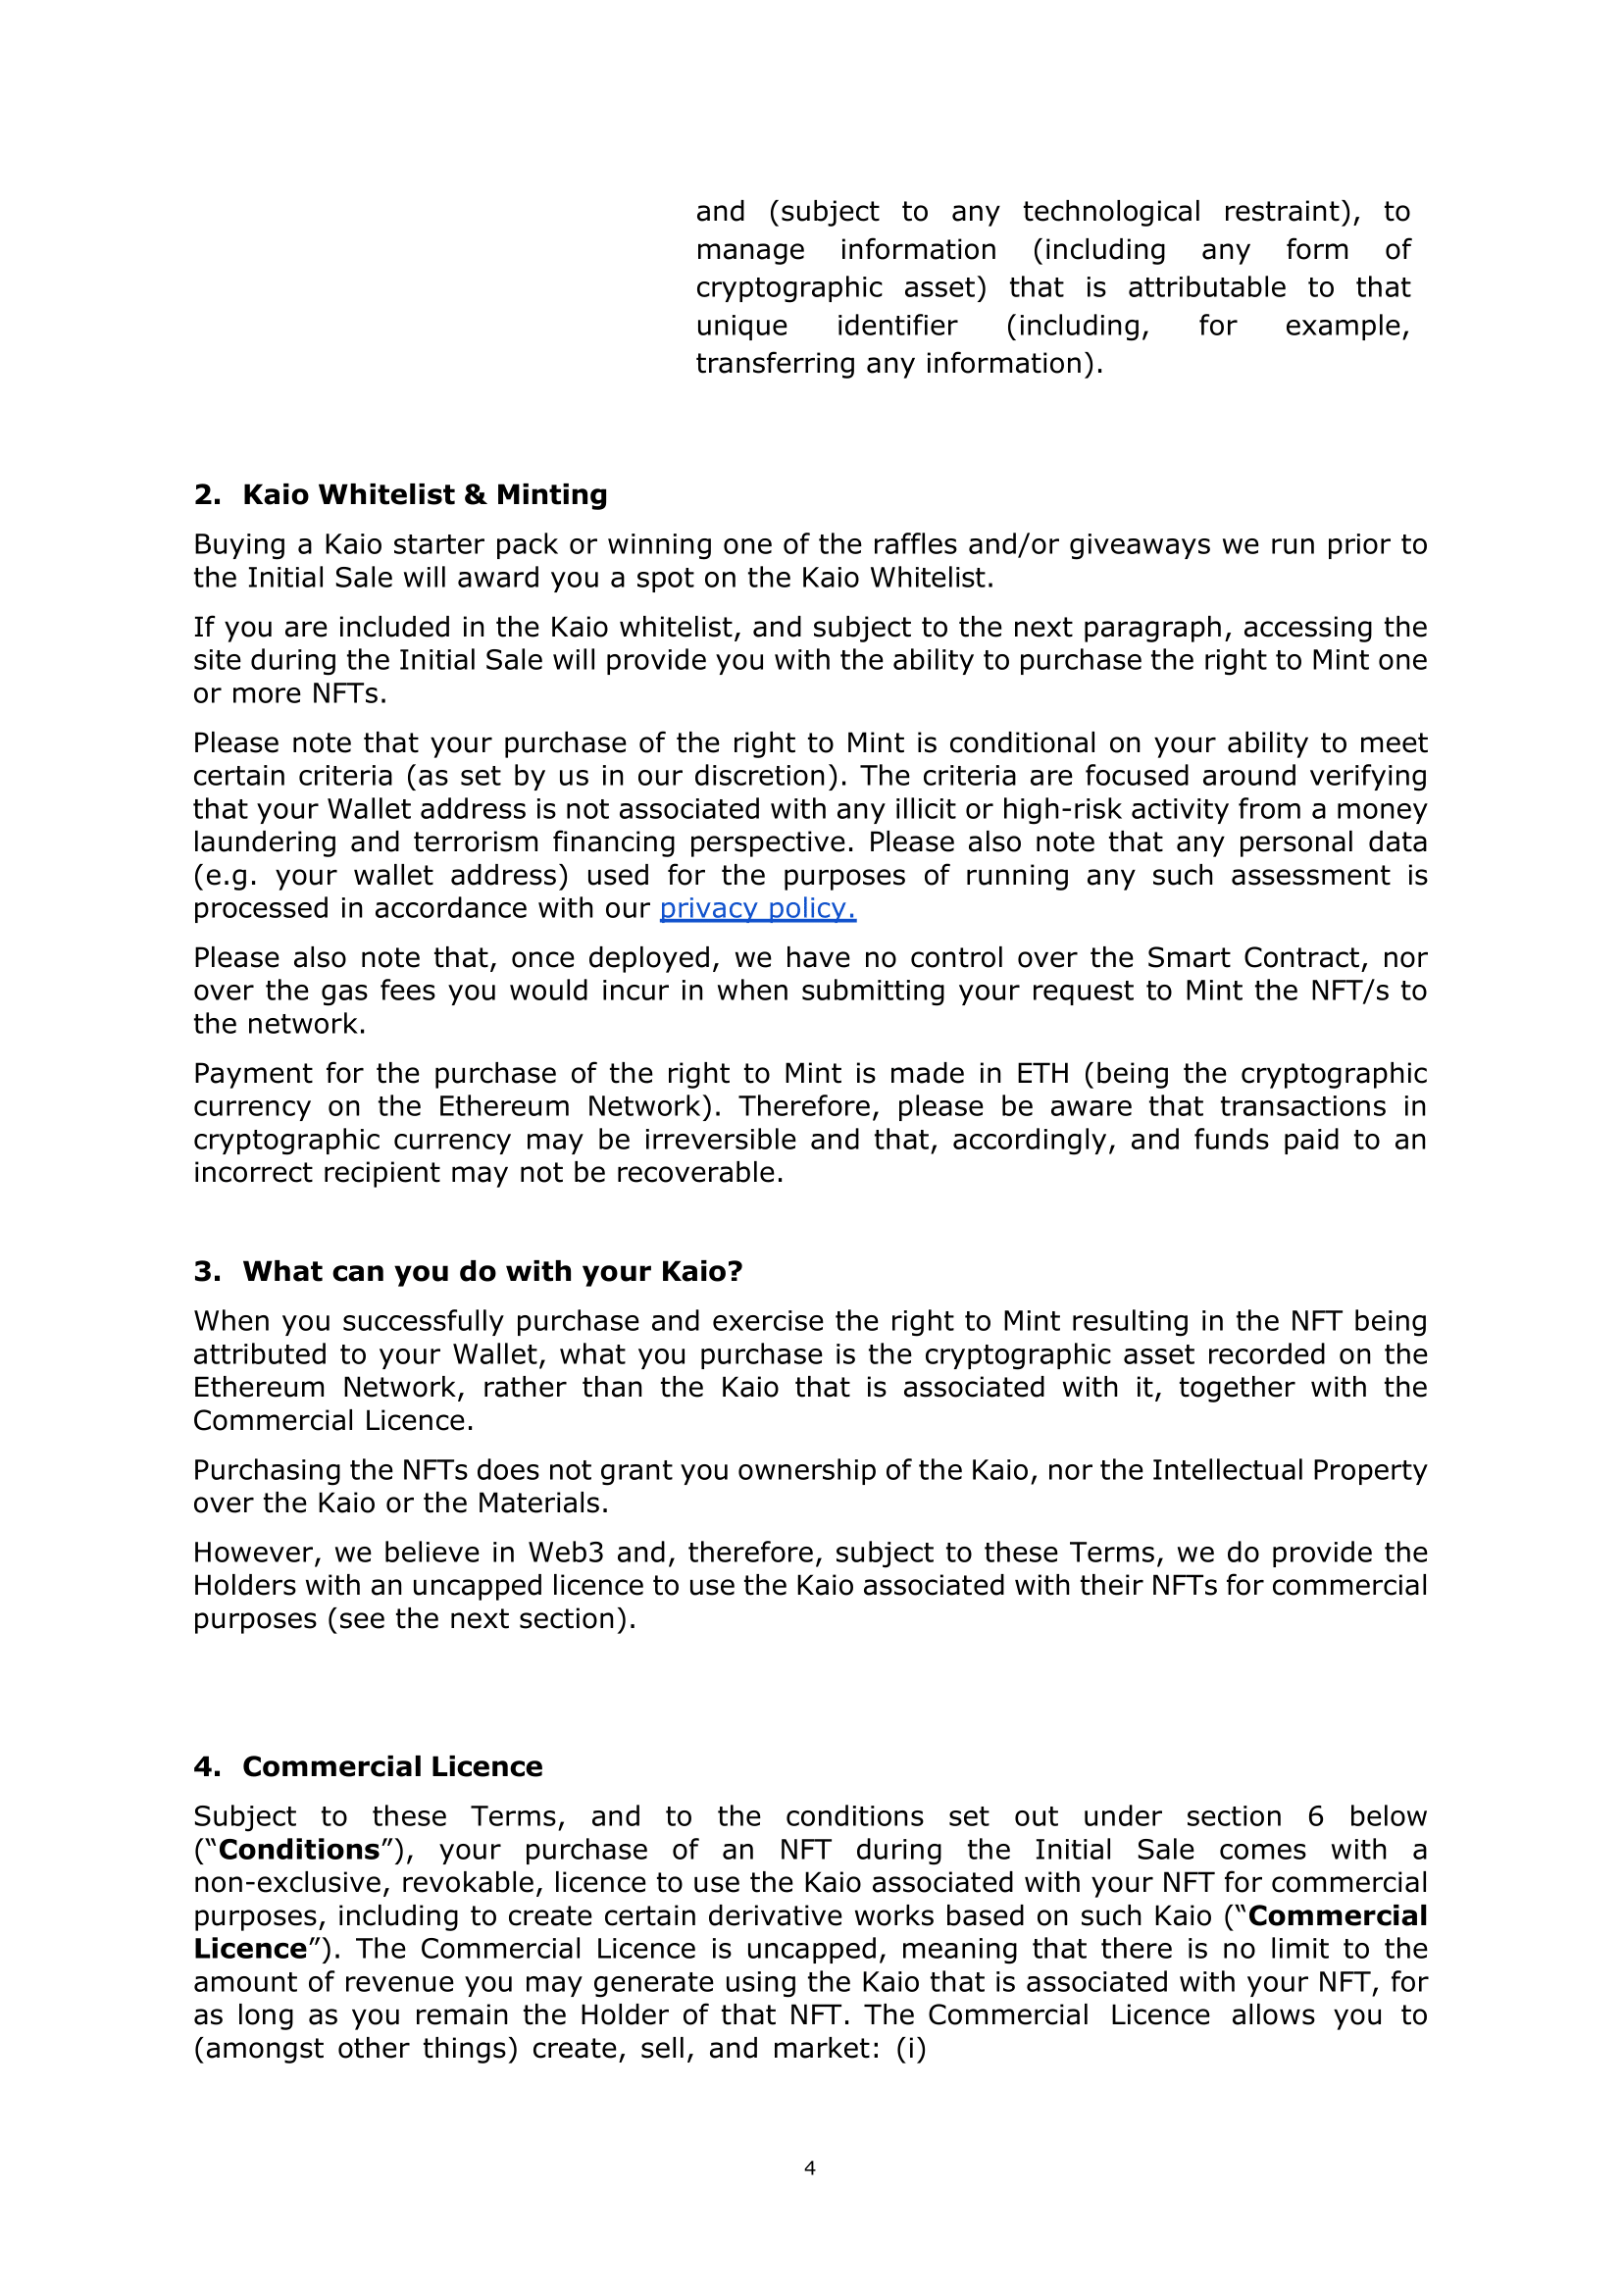 and (subject to any technological restraint), to
manage information (including any form of
cryptographic asset) that is attributable to that
unique identifier (including, for example,
transferring any information).
2. Kaio Whitelist & Minting
Buying a Kaio starter pack or winning one of the raffles and/or giveaways we run prior to
the Initial Sale will award you a spot on the Kaio Whitelist.
If you are included in the Kaio whitelist, and subject to the next paragraph, accessing the
site during the Initial Sale will provide you with the ability to purchase the right to Mint one
or more NFTs.
Please note that your purchase of the right to Mint is conditional on your ability to meet
certain criteria (as set by us in our discretion). The criteria are focused around verifying
that your Wallet address is not associated with any illicit or high-risk activity from a money
laundering and terrorism financing perspective. Please also note that any personal data
(e.g. your wallet address) used for the purposes of running any such assessment is
processed in accordance with our privacy policy.
Please also note that, once deployed, we have no control over the Smart Contract, nor
over the gas fees you would incur in when submitting your request to Mint the NFT/s to
the network.
Payment for the purchase of the right to Mint is made in ETH (being the cryptographic
currency on the Ethereum Network). Therefore, please be aware that transactions in
cryptographic currency may be irreversible and that, accordingly, and funds paid to an
incorrect recipient may not be recoverable.
3. What can you do with your Kaio?
When you successfully purchase and exercise the right to Mint resulting in the NFT being
attributed to your Wallet, what you purchase is the cryptographic asset recorded on the
Ethereum Network, rather than the Kaio that is associated with it, together with the
Commercial Licence.
Purchasing the NFTs does not grant you ownership of the Kaio, nor the Intellectual Property
over the Kaio or the Materials.
However, we believe in Web3 and, therefore, subject to these Terms, we do provide the
Holders with an uncapped licence to use the Kaio associated with their NFTs for commercial
purposes (see the next section).
4. Commercial Licence
Subject to these Terms, and to the conditions set out under section 6 below
(“Conditions”), your purchase of an NFT during the Initial Sale comes with a
non-exclusive, revokable, licence to use the Kaio associated with your NFT for commercial
purposes, including to create certain derivative works based on such Kaio (“Commercial
Licence”). The Commercial Licence is uncapped, meaning that there is no limit to the
amount of revenue you may generate using the Kaio that is associated with your NFT, for
as long as you remain the Holder of that NFT. The Commercial Licence allows you to
(amongst other things) create, sell, and market: (i)
4